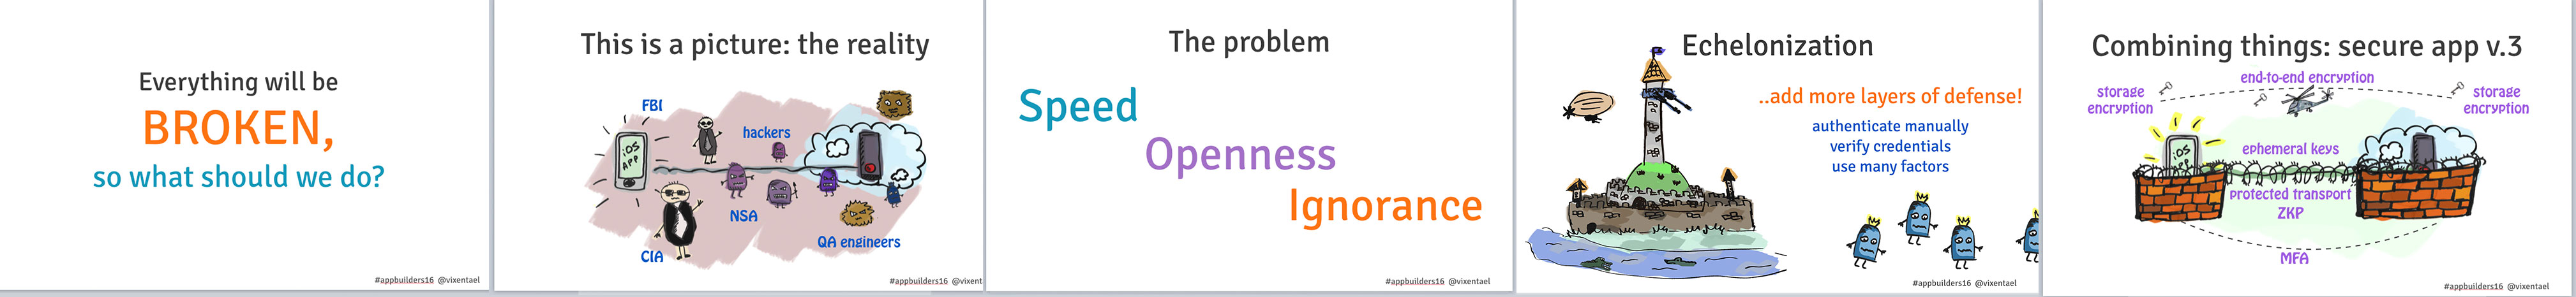 Everything will be
BROKEN,
so what should we do?
#appbuilders16 @vixentael
This is a picture: the reality
FBI
hackers
iOS
APP
NSA
QA engineers
CIA
#appbuilders16 @vixent
The problem
Speed
Openness
Ignorance
#appbuilders16 @vixentael
Echelonization
..add more layers of defense!
authenticate manually
verify credentials
use many factors
#appbuilders16 @vixentael
Combining things: secure app v.3
end-to-end encryption
storage
encryption
storage
encryption
iOS
APP
ephemeral keys
protected transport
ZKP
MFA
#appbuilders16 @vixentael